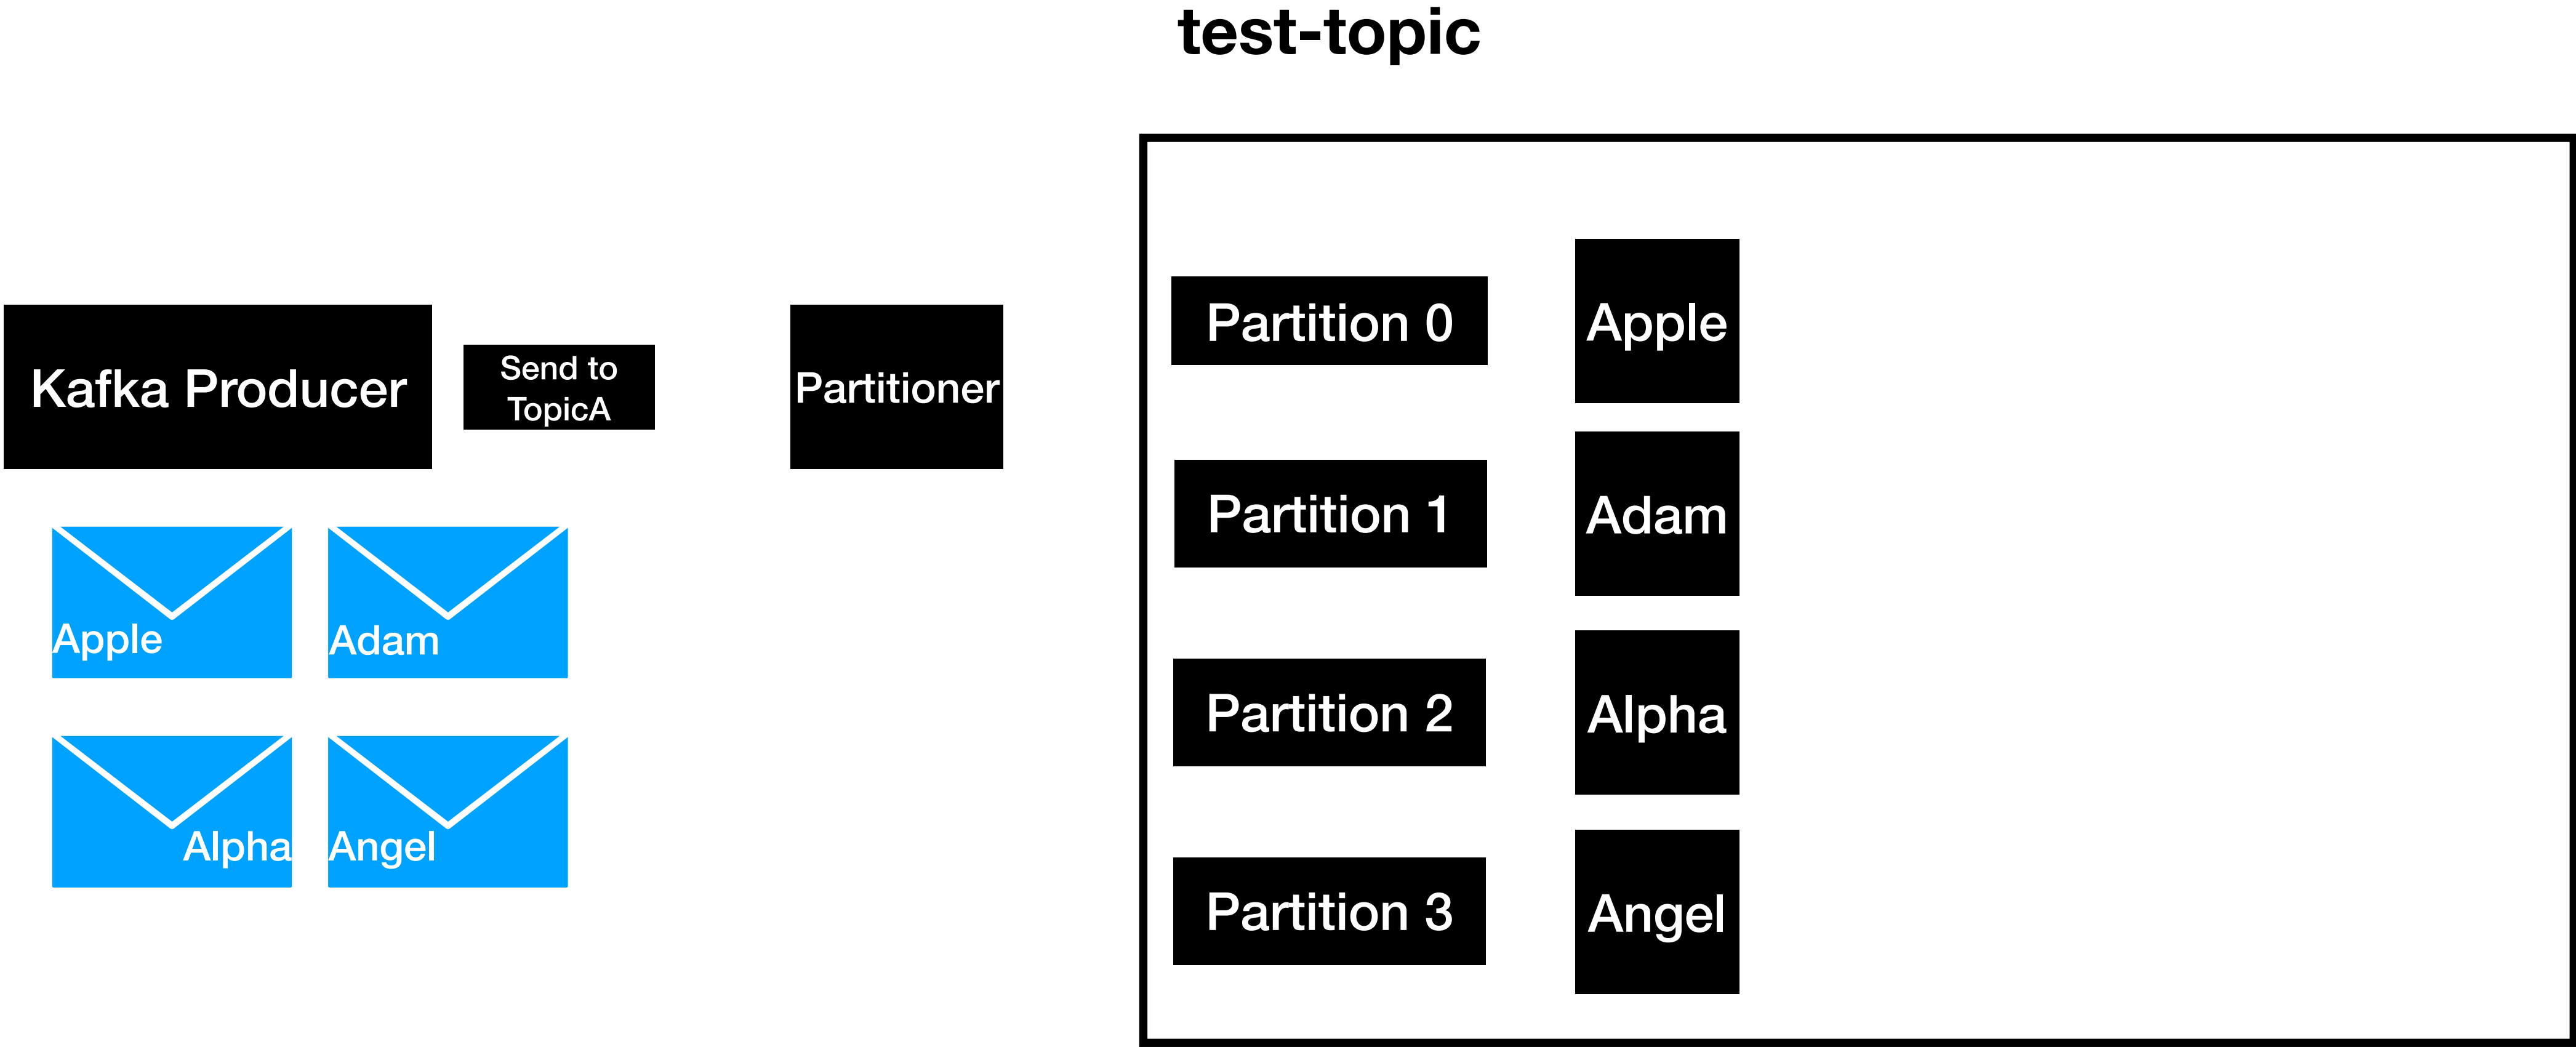 test-topic
Kafka Producer
Send to
TopicA
Partitioner
Apple
Adam
Alpha
Angel
Partition 0
Apple
Partition 1
Adam
Partition 2
Alpha
Partition 3
Angel